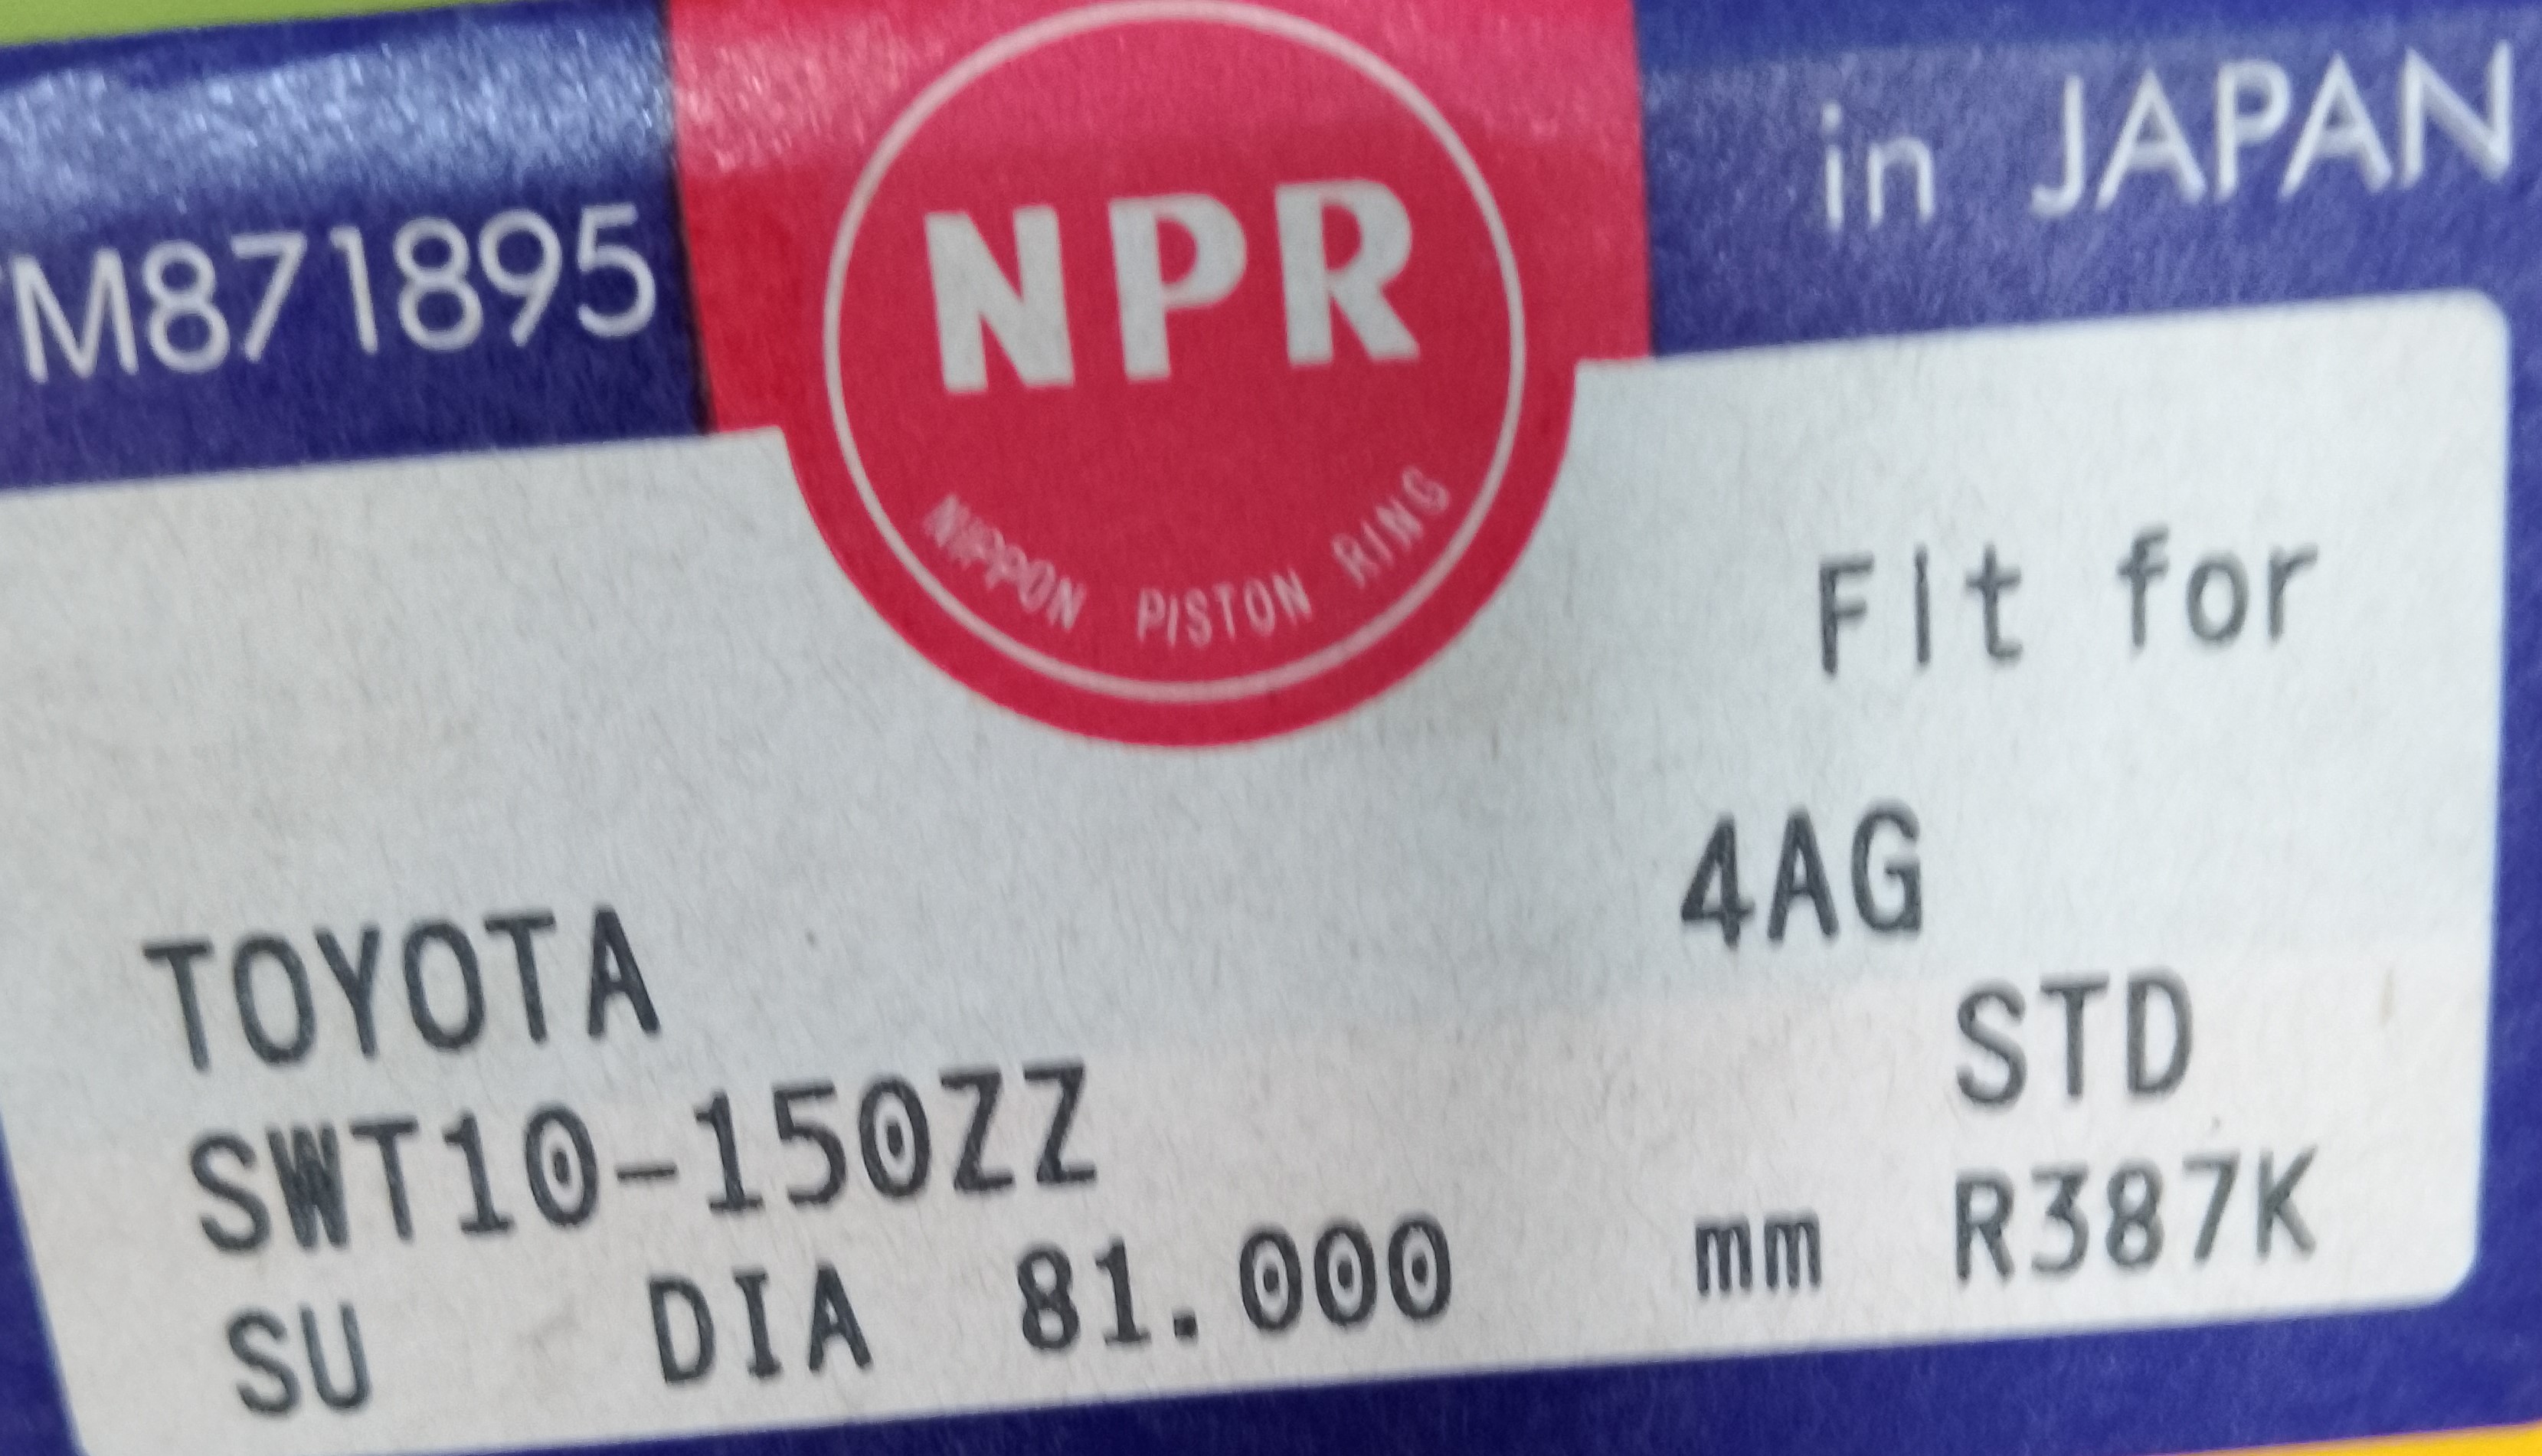 M871895
NPR
NIPPON PISTON RING
in JAPAN
FIt for
TOYOTA 4AG
SWT10-150ZZ STD
SU DIA 81.000 mm R387K